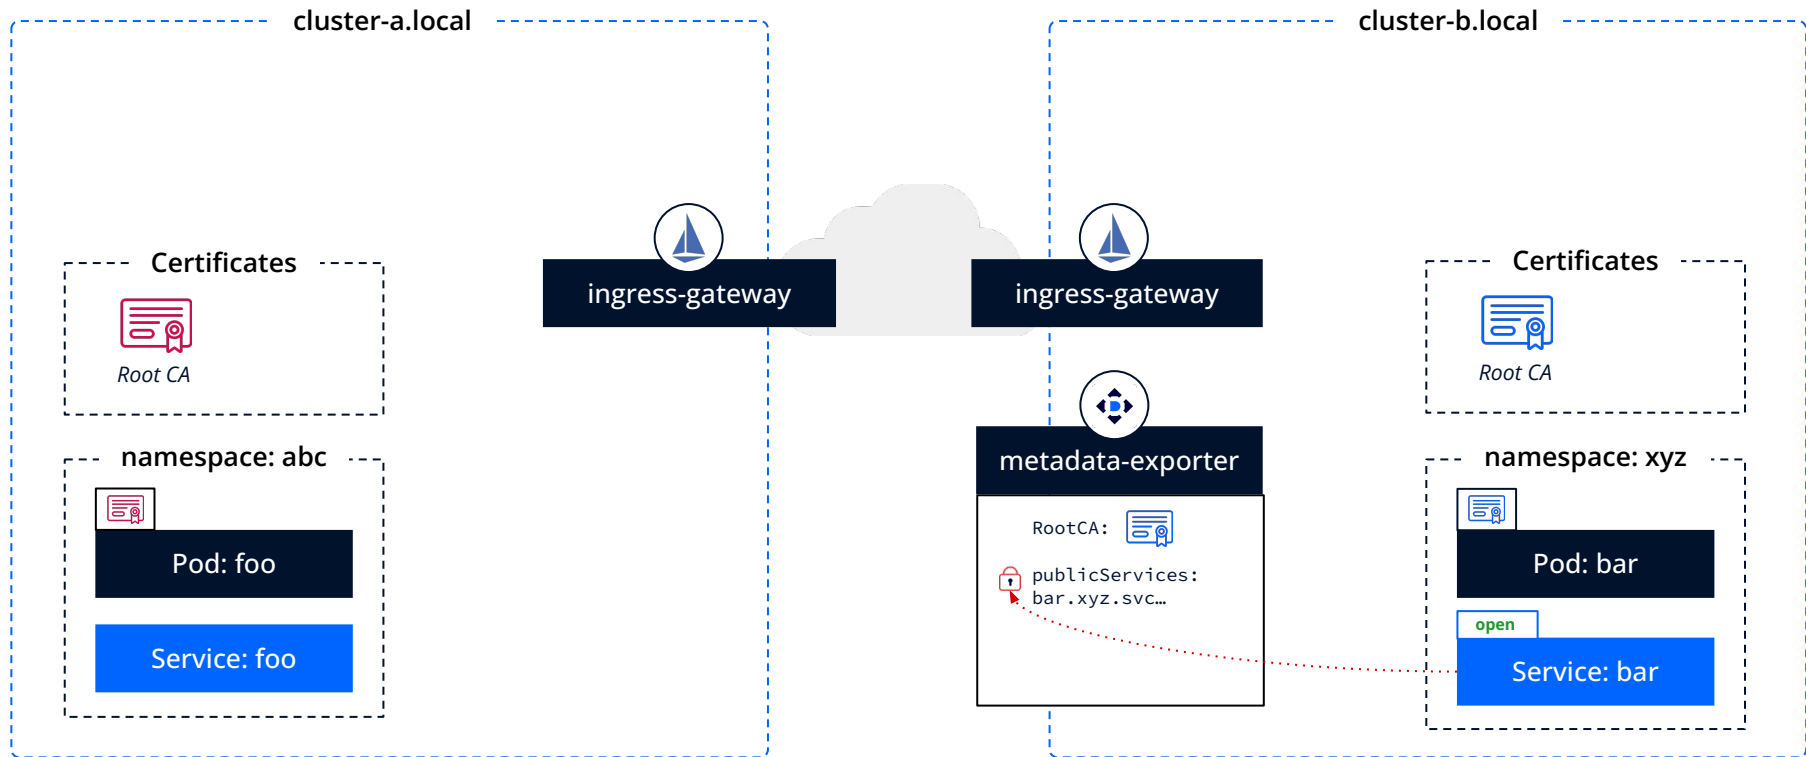 cluster-a.local
cluster-b.local
ingress-gateway
ingress-gateway
Certificates
Root CA
Certificates
Root CA
metadata-exporter
RootCA:
publicServices:
bar.xyz.svc…
namespace: abc
Pod: foo
Service: foo
namespace: xyz
Pod: bar
open
Service: bar